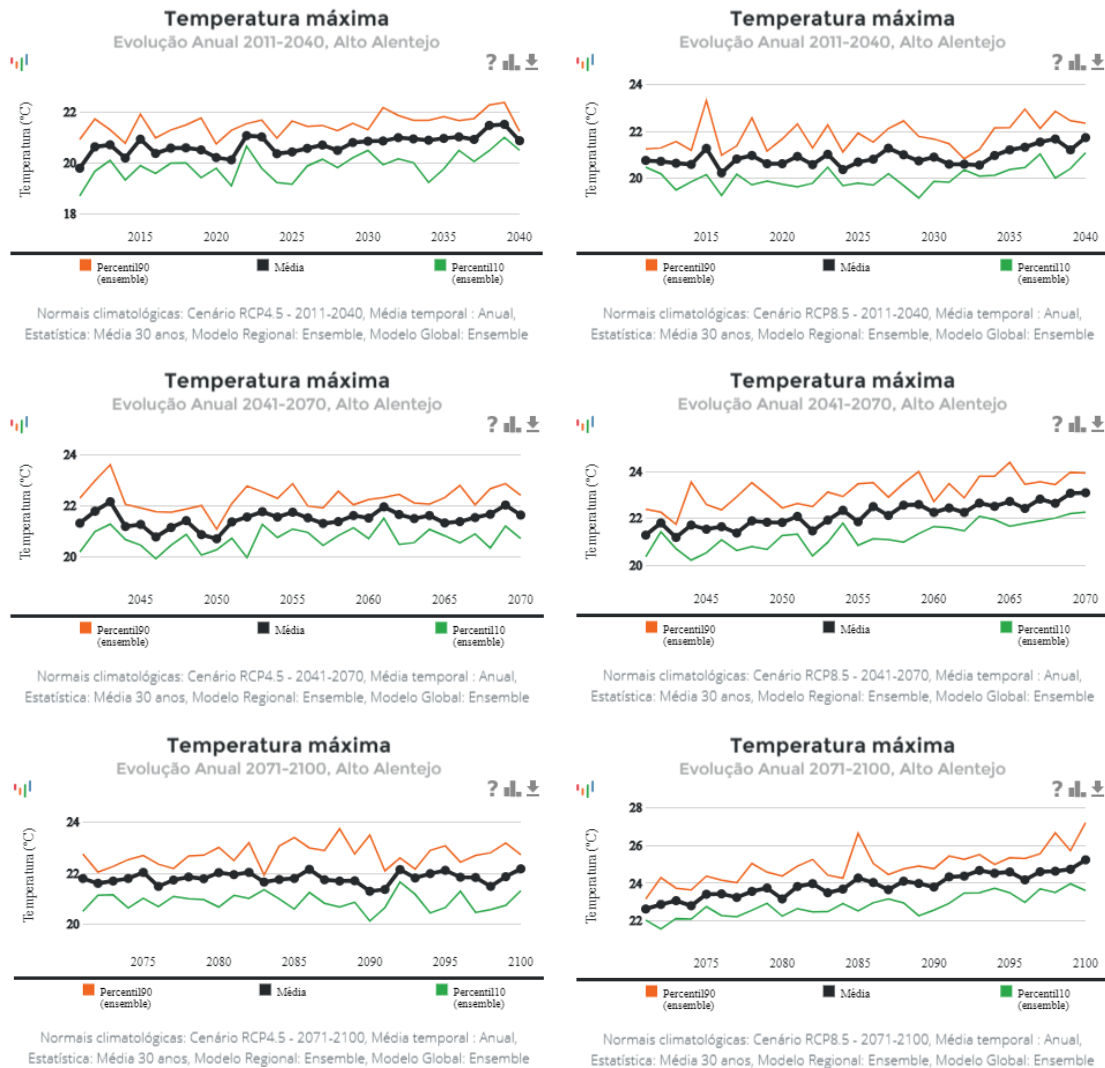 Temperatura máxima
Evolução Anual 2011-2040, Alto Alentejo
?
Temperatura (°C)
22
20
18
2015
2020
2025
2030
2035
2040
Percentil90
(ensemble)
Média
Percentil10
(ensemble)
Normais climatológicas: Cenário RCP4.5 - 2011-2040, Média temporal : Anual,
Estatística: Média 30 anos, Modelo Regional: Ensemble, Modelo Global: Ensemble
Temperatura máxima
Evolução Anual 2011-2040, Alto Alentejo
?
Temperatura (°C)
24
22
20
2015
2020
2025
2030
2035
2040
Percentil90
(ensemble)
Média
Percentil10
(ensemble)
Normais climatológicas: Cenário RCP8.5 - 2011-2040, Média temporal : Anual,
Estatística: Média 30 anos, Modelo Regional: Ensemble, Modelo Global: Ensemble
Temperatura máxima
Evolução Anual 2041-2070, Alto Alentejo
?
Temperatura (°C)
24
22
20
2045
2050
2055
2060
2065
2070
Percentil90
(ensemble)
Média
Percentil10
(ensemble)
Normais climatológicas: Cenário RCP4.5 - 2041-2070, Média temporal : Anual,
Estatística: Média 30 anos, Modelo Regional: Ensemble, Modelo Global: Ensemble
Temperatura máxima
Evolução Anual 2041-2070, Alto Alentejo
?
Temperatura (°C)
24
22
20
2045
2050
2055
2060
2065
2070
Percentil90
(ensemble)
Média
Percentil10
(ensemble)
Normais climatológicas: Cenário RCP8.5 - 2041-2070, Média temporal : Anual,
Estatística: Média 30 anos, Modelo Regional: Ensemble, Modelo Global: Ensemble
Temperatura máxima
Evolução Anual 2071-2100, Alto Alentejo
?
Temperatura (°C)
24
22
20
2075
2080
2085
2090
2095
2100
Percentil90
(ensemble)
Média
Percentil10
(ensemble)
Normais climatológicas: Cenário RCP4.5 - 2071-2100, Média temporal : Anual,
Estatística: Média 30 anos, Modelo Regional: Ensemble, Modelo Global: Ensemble
Temperatura máxima
Evolução Anual 2071-2100, Alto Alentejo
?
Temperatura (°C)
28
26
24
22
2075
2080
2085
2090
2095
2100
Percentil90
(ensemble)
Média
Percentil10
(ensemble)
Normais climatológicas: Cenário RCP8.5 - 2071-2100, Média temporal : Anual,
Estatística: Média 30 anos, Modelo Regional: Ensemble, Modelo Global: Ensemble